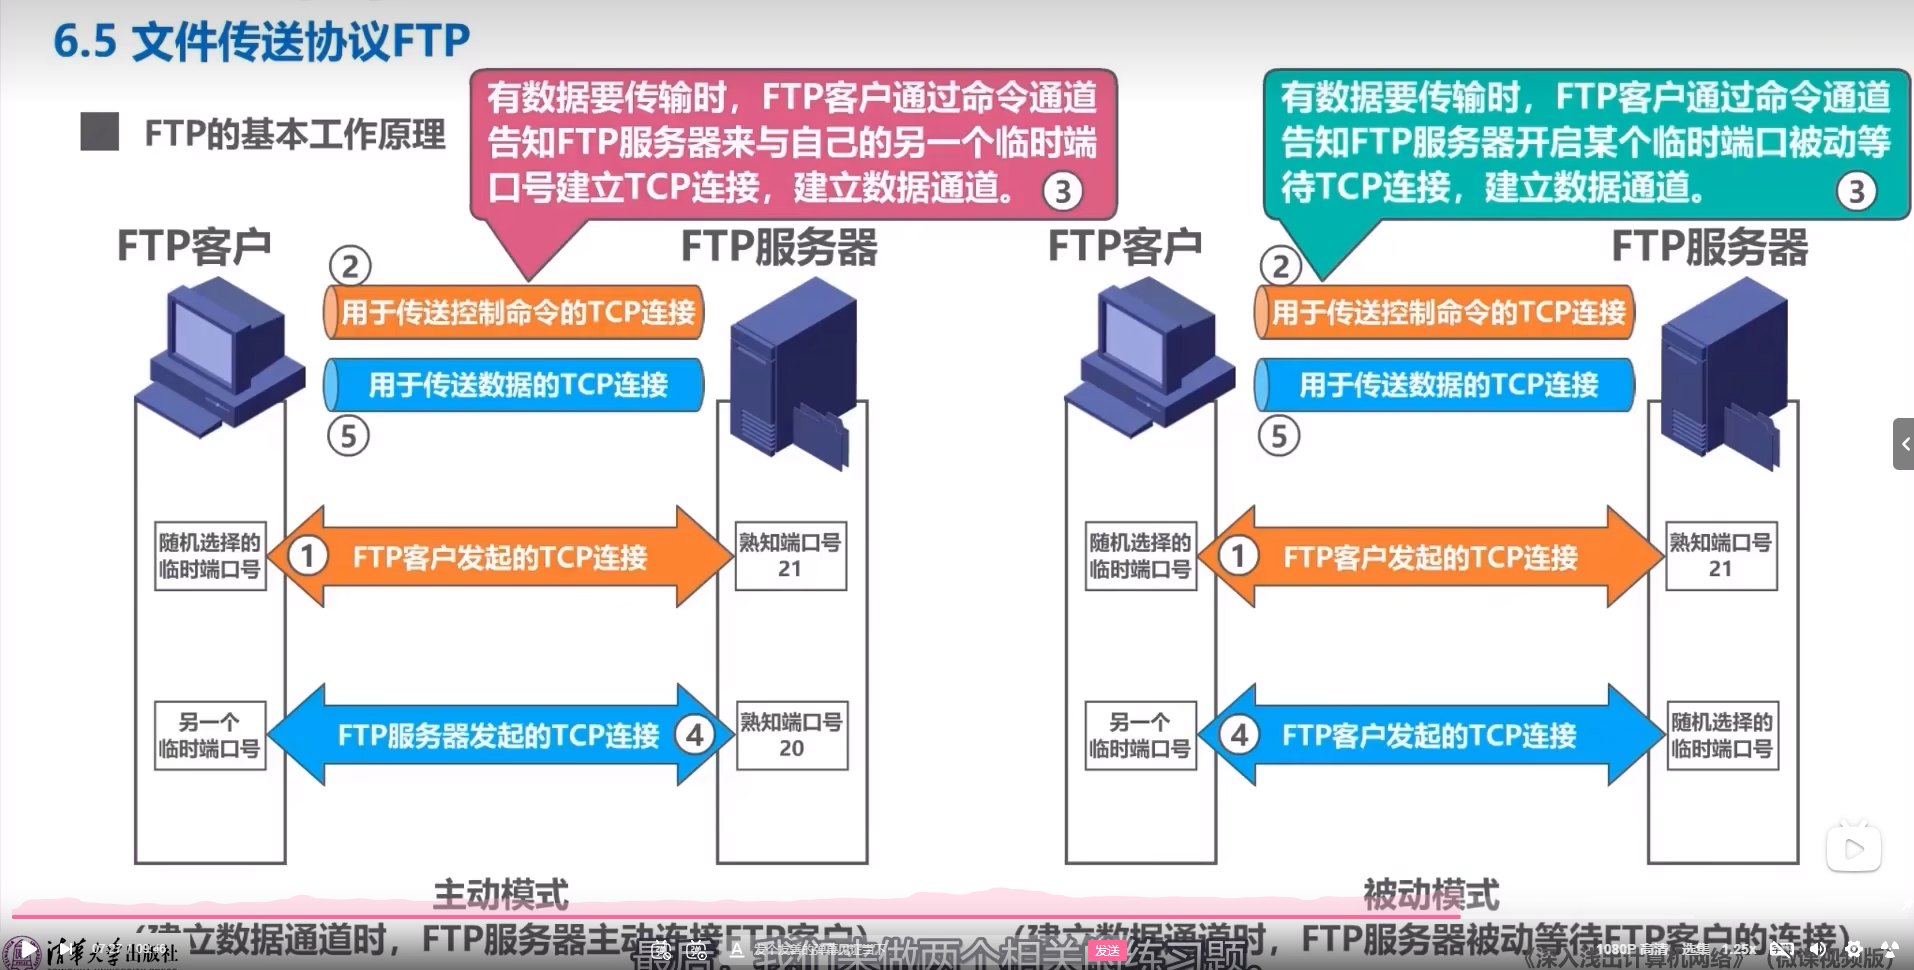 6.5 文件传送协议FTP
FTP的基本工作原理
有数据要传输时，FTP客户通过命令通道
告知FTP服务器来与自己的另一个临时端
口号建立TCP连接，建立数据通道。 ③
FTP客户
FTP服务器
②
用于传送控制命令的TCP连接
用于传送数据的TCP连接
⑤
随机选择的
临时端口号
① FTP客户发起的TCP连接
熟知端口号
21
另一个
临时端口号
FTP服务器发起的TCP连接 ④
熟知端口号
20
主动模式
(建立数据通道时，FTP服务器主动连接FTP客户)
有数据要传输时，FTP客户通过命令通道
告知FTP服务器开启某个临时端口被动等
待TCP连接，建立数据通道。 ③
FTP客户
FTP服务器
②
用于传送控制命令的TCP连接
用于传送数据的TCP连接
⑤
随机选择的
临时端口号
① FTP客户发起的TCP连接
熟知端口号
21
另一个
临时端口号
④ FTP客户发起的TCP连接
随机选择的
临时端口号
被动模式
(建立数据通道时，FTP服务器被动等待FTP客户的连接)
清华大学出版社
最后，我们来做两个相关的练习题。
发送
1080P 高清
选集
1.25x
《深入浅出计算机网络》（微课视频版）